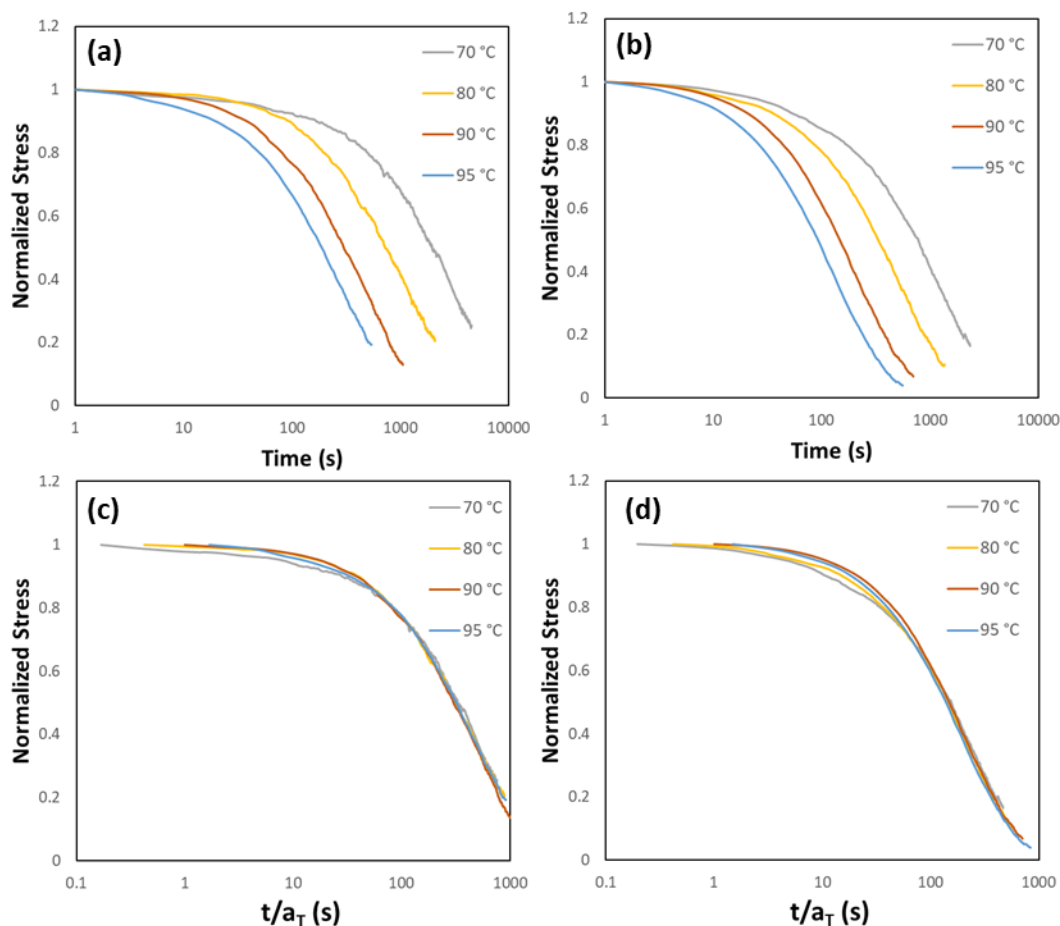 (a)
1.2
1
0.8
0.6
0.4
0.2
0
Normalized Stress
70 °C
80 °C
90 °C
95 °C
1 10 100 1000 10000
Time (s)
(b)
1.2
1
0.8
0.6
0.4
0.2
0
Normalized Stress
70 °C
80 °C
90 °C
95 °C
1 10 100 1000 10000
Time (s)
(c)
1.2
1
0.8
0.6
0.4
0.2
0
Normalized Stress
70 °C
80 °C
90 °C
95 °C
0.1 1 10 100 1000
t/aT (s)
(d)
1.2
1
0.8
0.6
0.4
0.2
0
Normalized Stress
70 °C
80 °C
90 °C
95 °C
0.1 1 10 100 1000
t/aT (s)